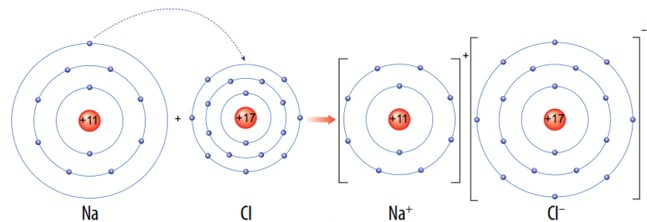 +11 + +17 +11 + +17 −
Na Cl Na⁺ Cl⁻